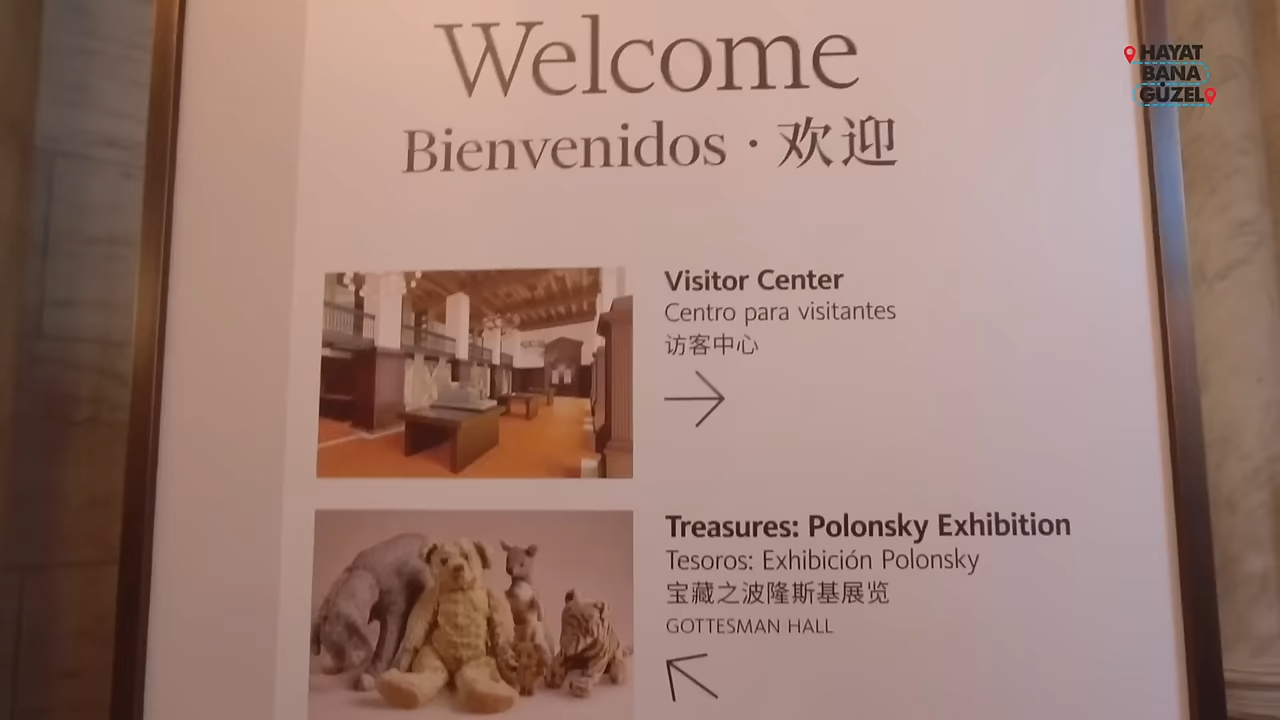 Welcome
Bienvenidos · 欢迎
Visitor Center
Centro para visitantes
访客中心
Treasures: Polonsky Exhibition
Tesoros: Exhibición Polonsky
宝藏之波隆斯基展览
GOTTESMAN HALL
HAYAT
BANA
GÜZEL